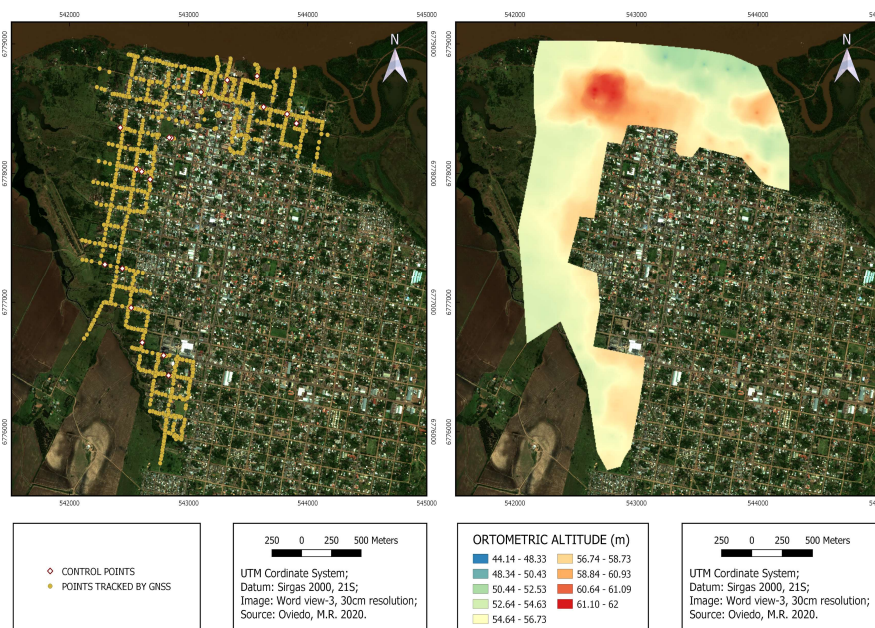 542000 543000 544000 545000
542000 543000 544000
6779000
6778000
6777000
6776000
N
6779000
6778000
6777000
6776000
N
542000 543000 544000 545000
542000 543000 544000
CONTROL POINTS
POINTS TRACKED BY GNSS
250 0 250 500 Meters
UTM Cordinate System;
Datum: Sirgas 2000, 21S;
Image: Word view-3, 30cm resolution;
Source: Oviedo, M.R. 2020.
ORTOMETRIC ALTITUDE (m)
44.14 - 48.33
48.34 - 50.43
50.44 - 52.53
52.64 - 54.63
54.64 - 56.73
56.74 - 58.73
58.84 - 60.93
60.64 - 61.09
61.10 - 62
250 0 250 500 Meters
UTM Cordinate System;
Datum: Sirgas 2000, 21S;
Image: Word view-3, 30cm resolution;
Source: Oviedo, M.R. 2020.